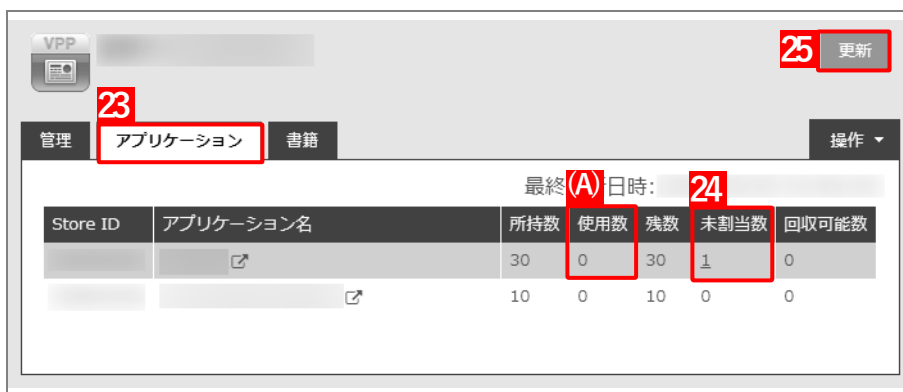 VPP
25 更新
23
管理 アプリケーション 書籍 操作
最終 (A) 日時: 24
Store ID アプリケーション名 所持数 使用数 残数 未割当数 回収可能数
30 0 30 1 0
10 0 10 0 0